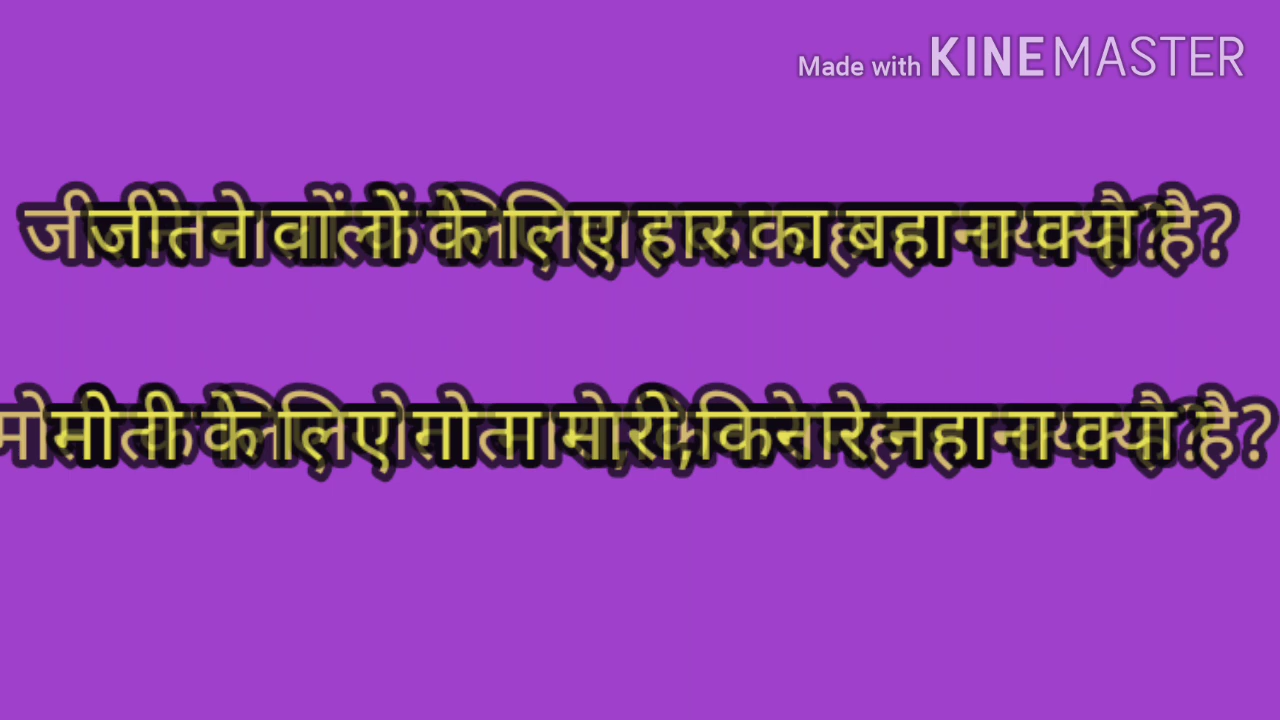 Made with KINEMASTER
जीतने वालों के लिए हार का बहाना क्या है?
मोती के लिए गोता मारो, किनारे नहाना क्या है?